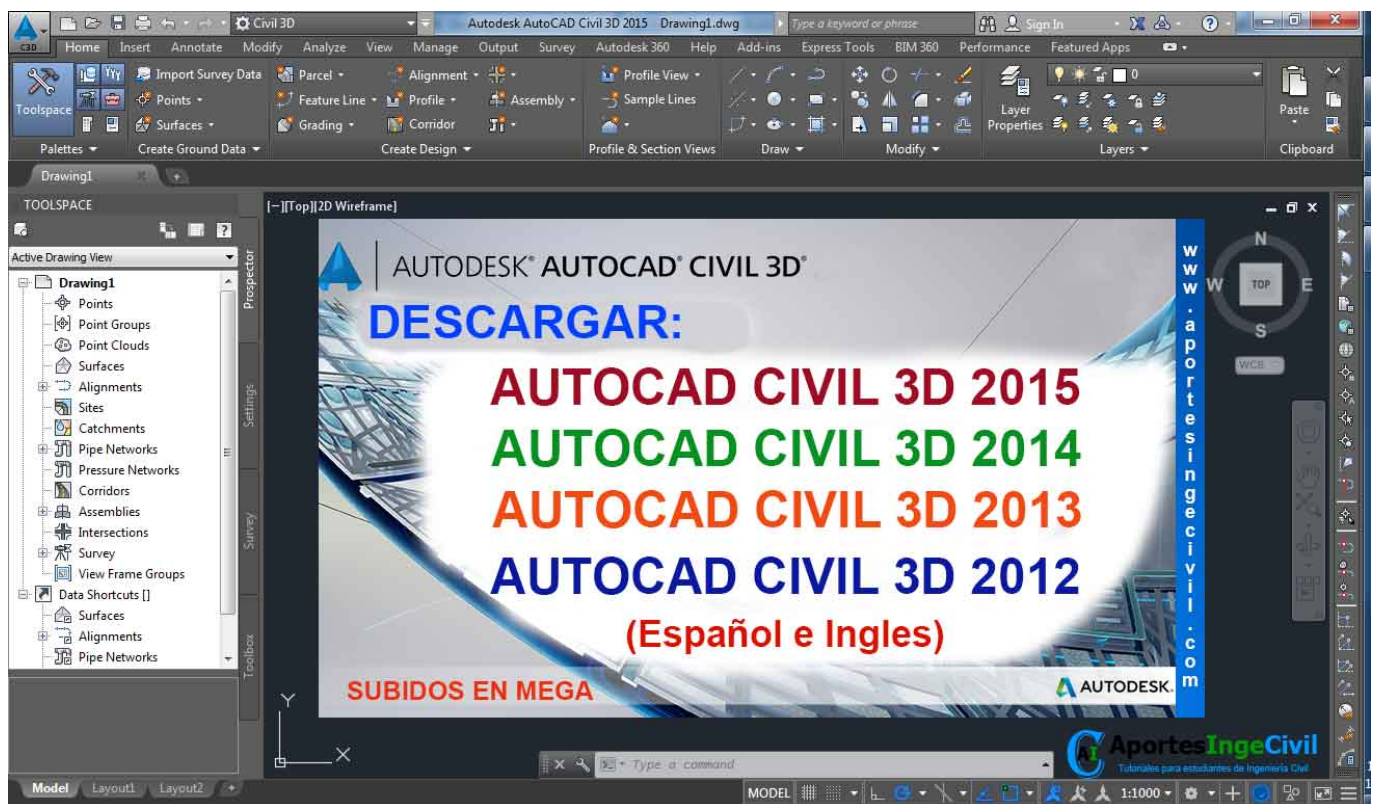 Civil 3D
Autodesk AutoCAD Civil 3D 2015 Drawing1.dwg
Type a keyword or phrase
Sign In
C3D
Home Insert Annotate Modify Analyze View Manage Output Survey Autodesk 360 Help Add-ins Express Tools BIM 360 Performance Featured Apps
Toolspace
Import Survey Data
Points
Surfaces
Parcel
Feature Line
Grading
Alignment
Profile
Corridor
Assembly
Profile View
Sample Lines
Layer
Properties
0
Paste
Palettes
Create Ground Data
Create Design
Profile & Section Views
Draw
Modify
Layers
Clipboard
Drawing1
TOOLSPACE
Active Drawing View
Drawing1
Points
Point Groups
Point Clouds
Surfaces
Alignments
Sites
Catchments
Pipe Networks
Pressure Networks
Corridors
Assemblies
Intersections
Survey
View Frame Groups
Data Shortcuts []
Surfaces
Alignments
Pipe Networks
Prospector
Settings
Survey
Toolbox
[−][Top][2D Wireframe]
AUTODESK® AUTOCAD® CIVIL 3D®
DESCARGAR:
AUTOCAD CIVIL 3D 2015
AUTOCAD CIVIL 3D 2014
AUTOCAD CIVIL 3D 2013
AUTOCAD CIVIL 3D 2012
(Español e Ingles)
SUBIDOS EN MEGA
AUTODESK.
www.aportesingecivil.com
N
W
TOP
E
S
WCS
Y
X
Type a command
AI
AportesIngeCivil
Tutoriales para estudiantes de Ingeniería Civil
Model Layout1 Layout2 +
MODEL
1:1000